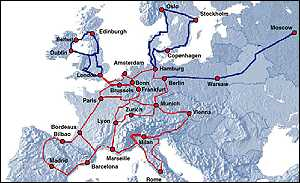 Oslo
Stockholm
Moscow
Belfast
Edinburgh
Dublin
Copenhagen
Amsterdam
Hamburg
London
Bonn
Berlin
Brussels
Frankfurt
Warsaw
Paris
Zurich
Munich
Lyon
Vienna
Bordeaux
Milan
Bilbao
Marseille
Madrid
Barcelona
Rome